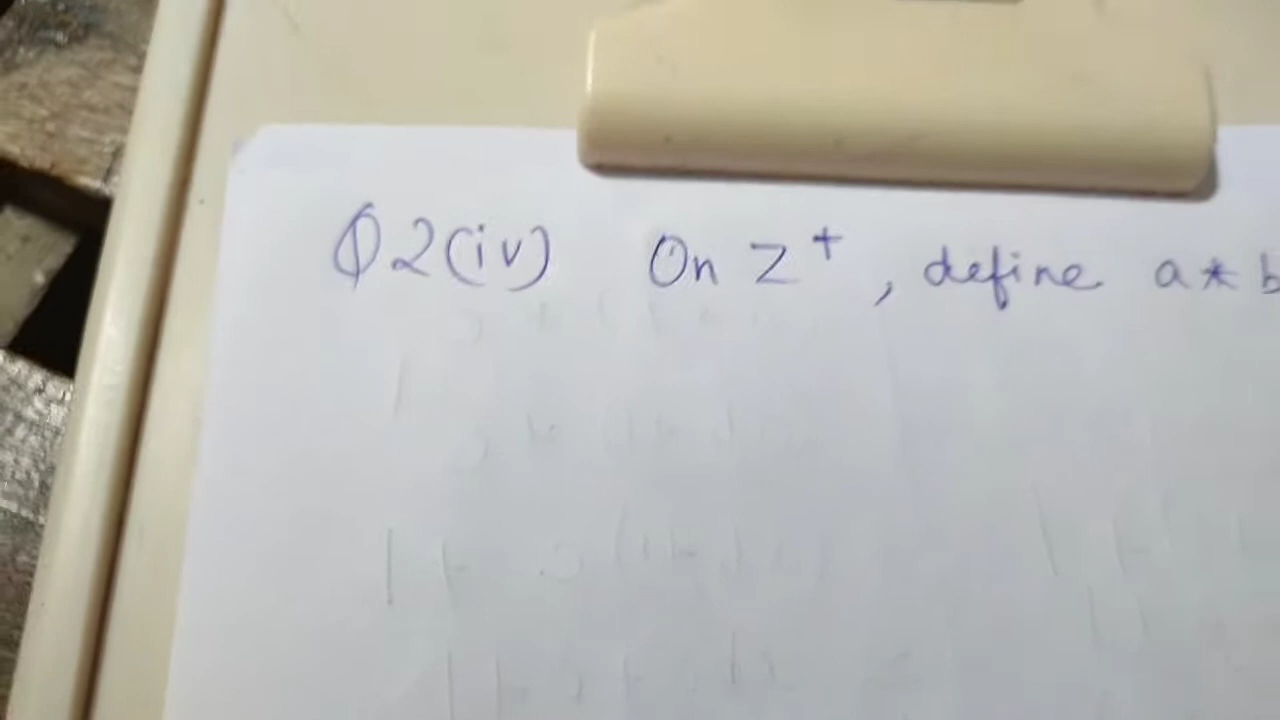 Q2(iv) On Z⁺, define a * b